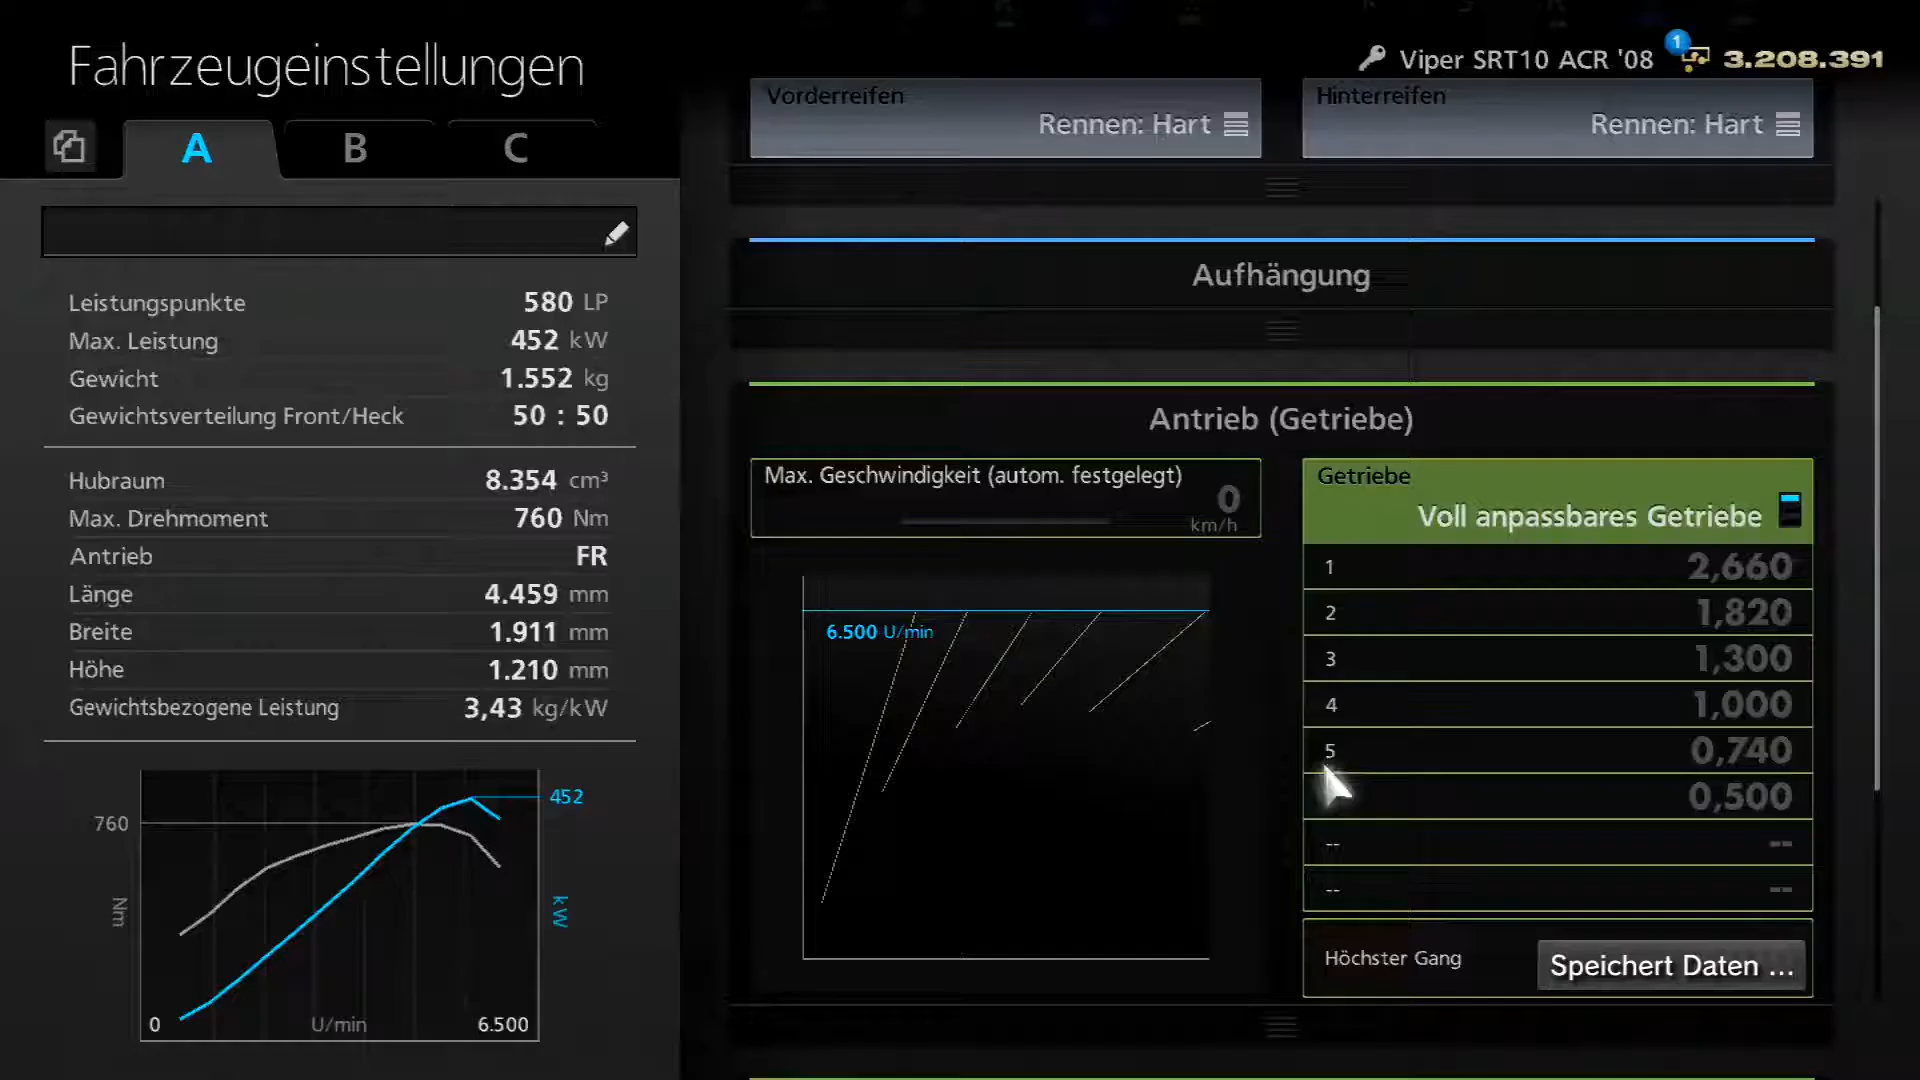 Fahrzeugeinstellungen
Viper SRT10 ACR '08
1
3.208.391
A
B
C
Leistungspunkte 580 LP
Max. Leistung 452 kW
Gewicht 1.552 kg
Gewichtsverteilung Front/Heck 50 : 50
Hubraum 8.354 cm³
Max. Drehmoment 760 Nm
Antrieb FR
Länge 4.459 mm
Breite 1.911 mm
Höhe 1.210 mm
Gewichtsbezogene Leistung 3,43 kg/kW
452
760
Nm
kW
0 U/min 6.500
Vorderreifen
Rennen: Hart
Hinterreifen
Rennen: Hart
Aufhängung
Antrieb (Getriebe)
Max. Geschwindigkeit (autom. festgelegt)
0
km/h
6.500 U/min
Getriebe
Voll anpassbares Getriebe
1 2,660
2 1,820
3 1,300
4 1,000
5 0,740
0,500
-- --
-- --
Höchster Gang
Speichert Daten ...